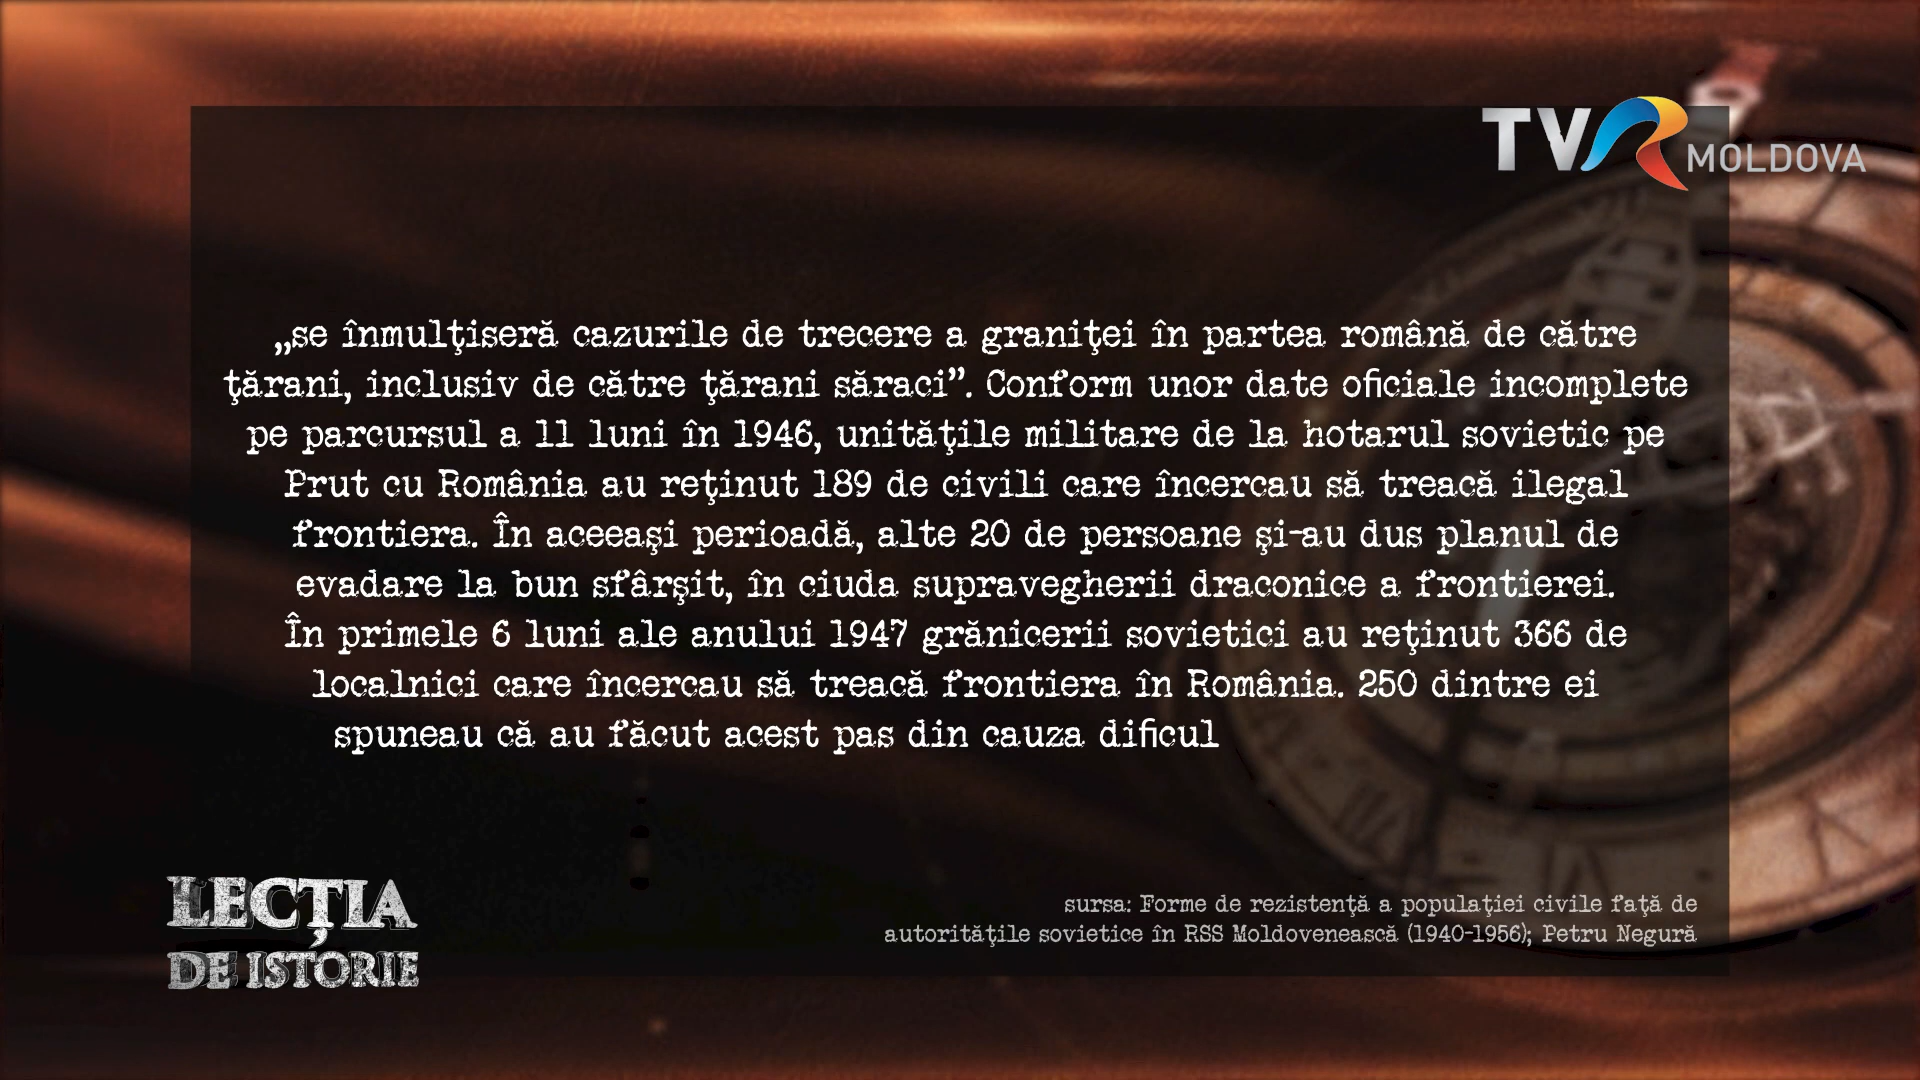 TVR MOLDOVA
„se înmulţiseră cazurile de trecere a graniţei în partea română de către
ţărani, inclusiv de către ţărani săraci”. Conform unor date oficiale incomplete
pe parcursul a 11 luni în 1946, unităţile militare de la hotarul sovietic pe
Prut cu România au reţinut 189 de civili care încercau să treacă ilegal
frontiera. În aceeaşi perioadă, alte 20 de persoane şi-au dus planul de
evadare la bun sfârşit, în ciuda supravegherii draconice a frontierei.
În primele 6 luni ale anului 1947 grănicerii sovietici au reţinut 366 de
localnici care încercau să treacă frontiera în România. 250 dintre ei
spuneau că au făcut acest pas din cauza dificul
sursa: Forme de rezistenţă a populaţiei civile faţă de
autorităţile sovietice în RSS Moldovenească (1940-1956); Petru Negură
LECȚIA
DE ISTORIE